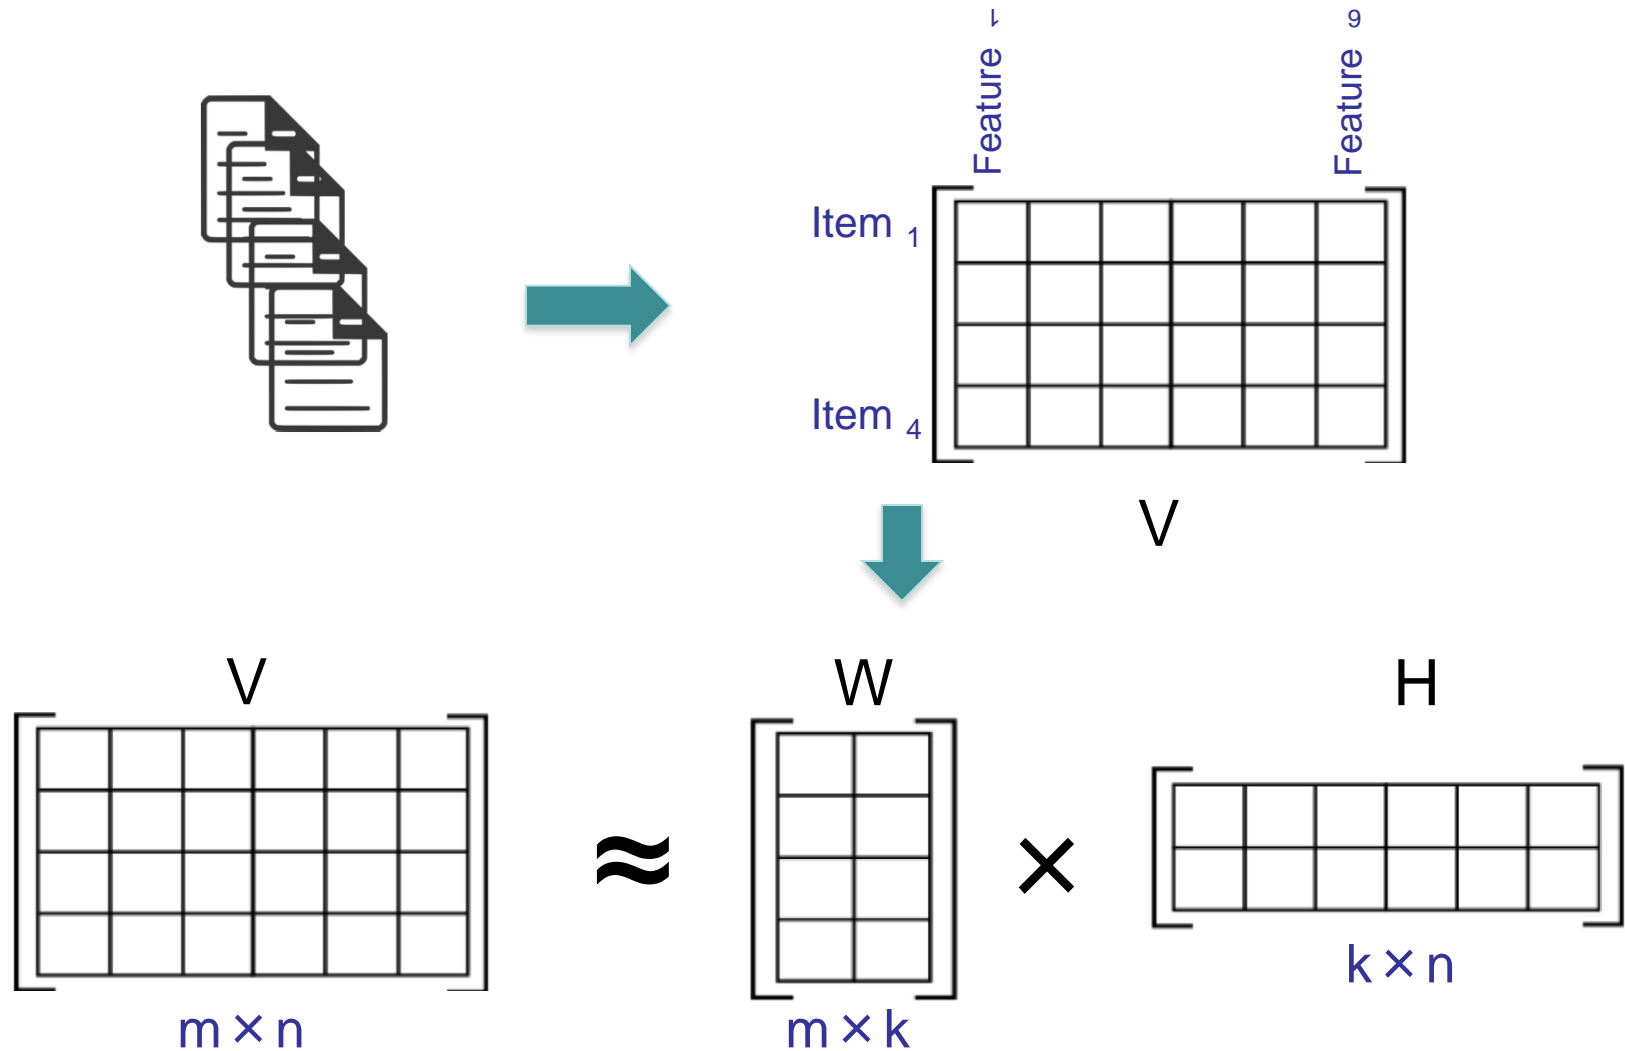 Feature 1
Feature 6
Item 1
Item 4
V
V
W
H
≈
×
m × n
m × k
k × n